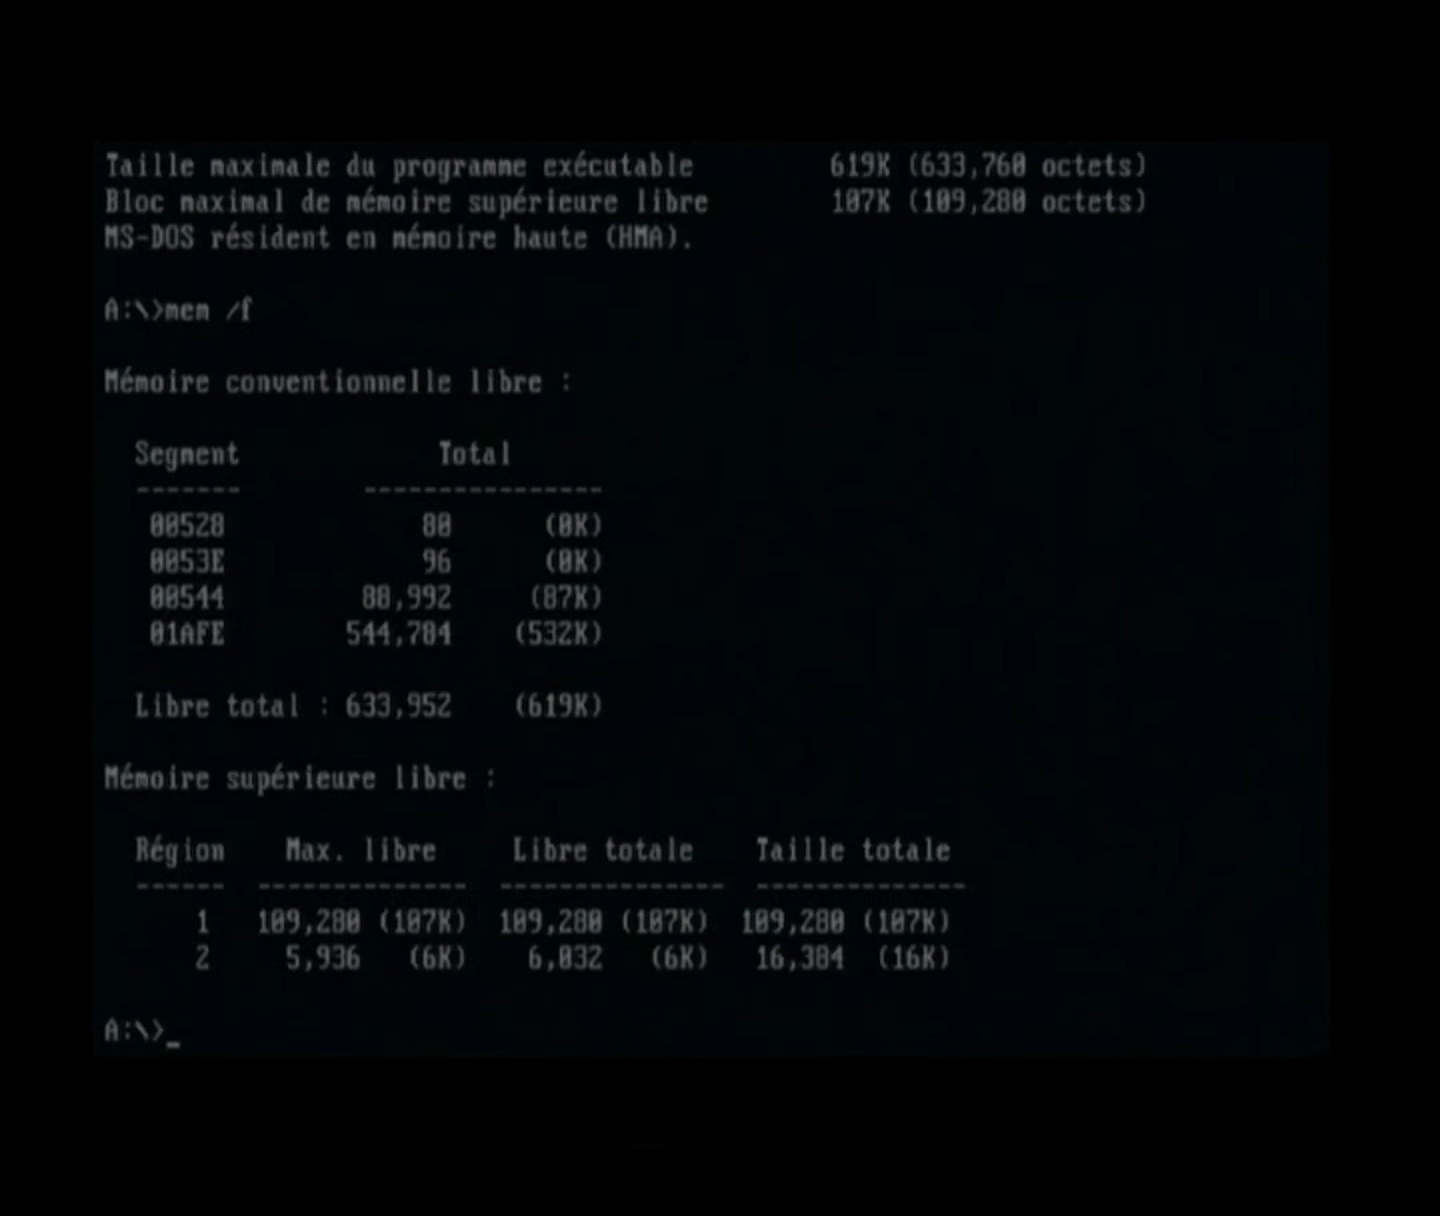 Taille maximale du programme exécutable 619K (633,760 octets)
Bloc maximal de mémoire supérieure libre 107K (109,280 octets)
MS-DOS résident en mémoire haute (HMA).
A:\>mem /f
Mémoire conventionnelle libre :
Segment Total
------- ----------------
00528 80 (0K)
0053E 96 (0K)
00544 88,992 (87K)
01AFE 544,784 (532K)
Libre total : 633,952 (619K)
Mémoire supérieure libre :
Région Max. libre Libre totale Taille totale
------ -------------- --------------- --------------
1 109,280 (107K) 109,280 (107K) 109,280 (107K)
2 5,936 (6K) 6,032 (6K) 16,384 (16K)
A:\>_